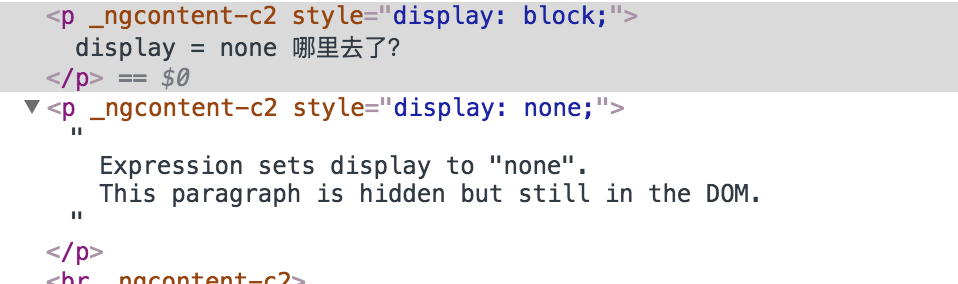 <p _ngcontent-c2 style="display: block;">
display = none 哪里去了?
</p> == $0
▼<p _ngcontent-c2 style="display: none;">
"
Expression sets display to "none".
This paragraph is hidden but still in the DOM.
"
</p>
<br _ngcontent-c2>